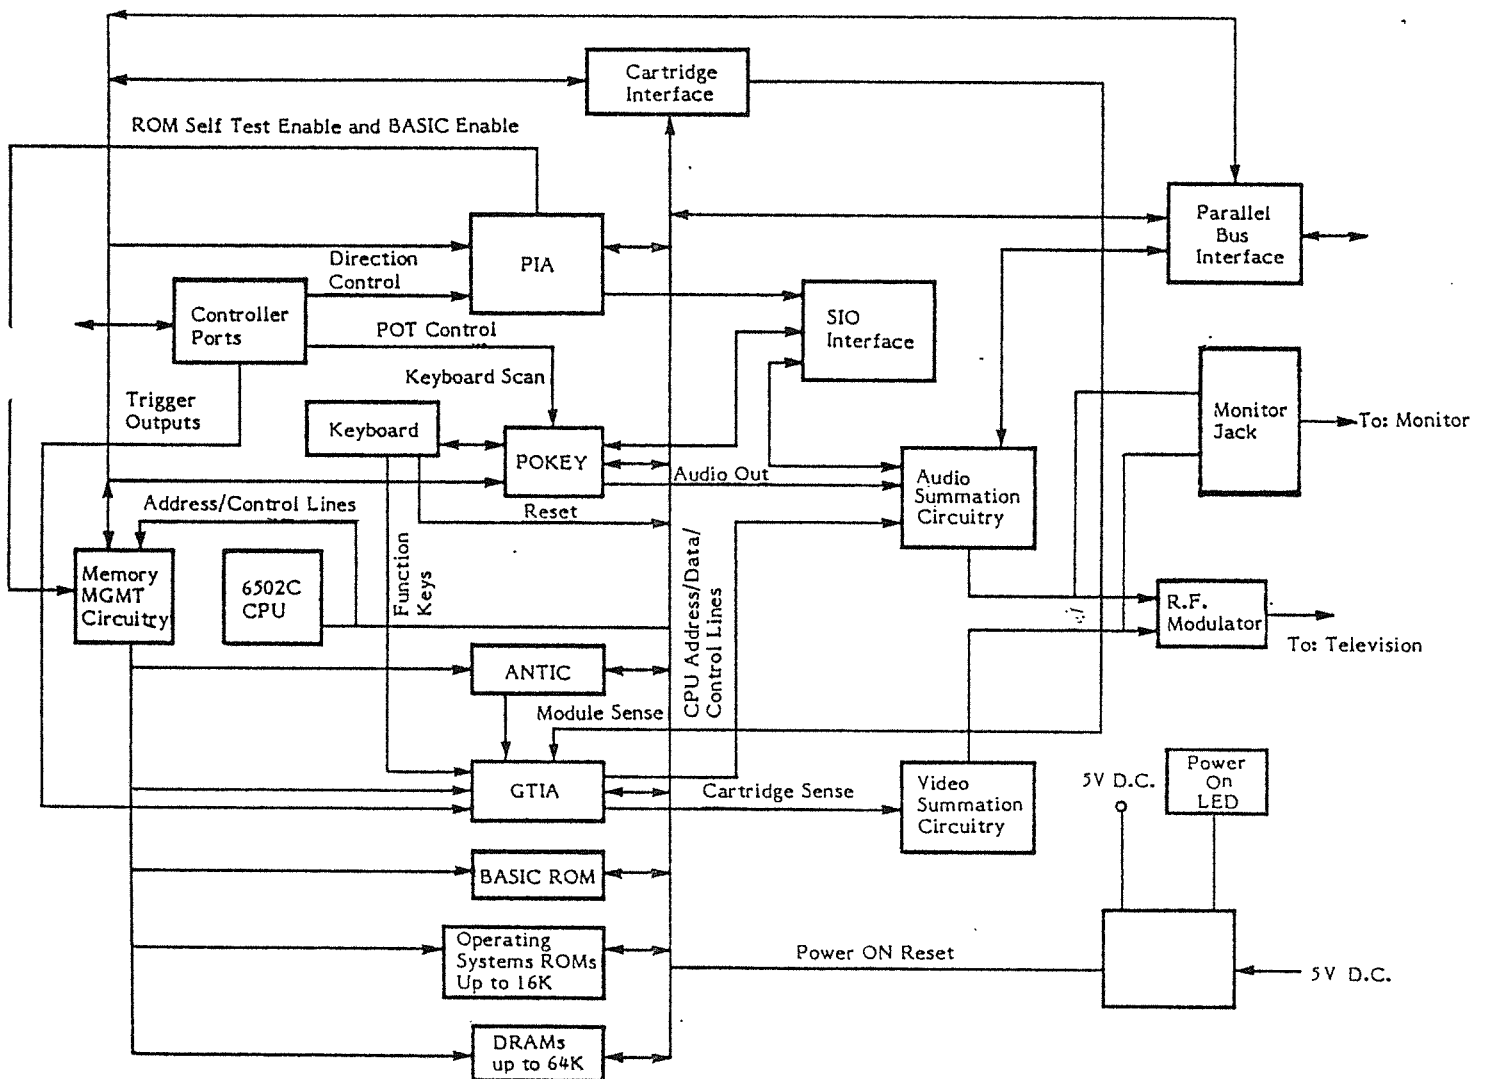 Cartridge
Interface
ROM Self Test Enable and BASIC Enable
Parallel
Bus
Interface
PIA
Direction
Control
Controller
Ports
SIO
Interface
POT Control
Keyboard Scan
Trigger
Outputs
Keyboard
Monitor
Jack
To: Monitor
POKEY
Audio Out
Audio
Summation
Circuitry
Address/Control Lines
Reset
Function
Keys
CPU Address/Data/
Control Lines
Memory
MGMT
Circuitry
6502C
CPU
R.F.
Modulator
To: Television
ANTIC
Module Sense
GTIA
Cartridge Sense
Video
Summation
Circuitry
5V D.C.
Power
On
LED
BASIC ROM
Operating
Systems ROMs
Up to 16K
Power ON Reset
5V D.C.
DRAMs
up to 64K